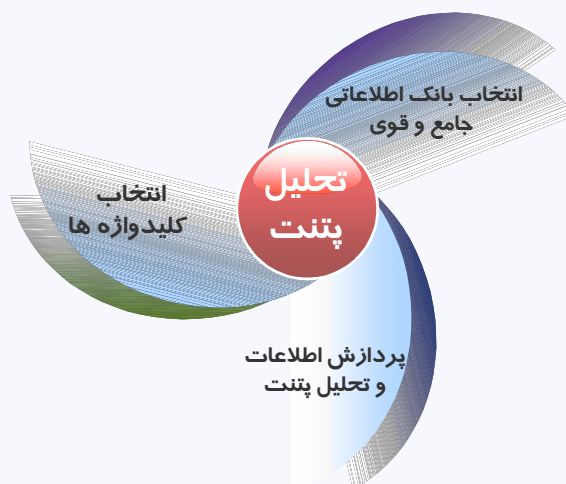 انتخاب بانک اطلاعاتی
جامع و قوی
تحلیل
پتنت
انتخاب
کلیدواژه ها
پردازش اطلاعات
و تحلیل پتنت